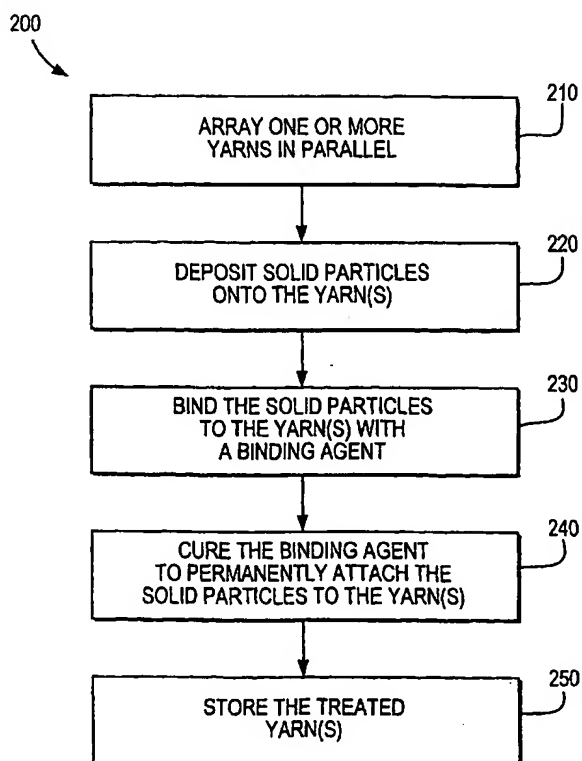 200
210
ARRAY ONE OR MORE
YARNS IN PARALLEL
220
DEPOSIT SOLID PARTICLES
ONTO THE YARN(S)
230
BIND THE SOLID PARTICLES
TO THE YARN(S) WITH
A BINDING AGENT
240
CURE THE BINDING AGENT
TO PERMANENTLY ATTACH THE
SOLID PARTICLES TO THE YARN(S)
250
STORE THE TREATED
YARN(S)